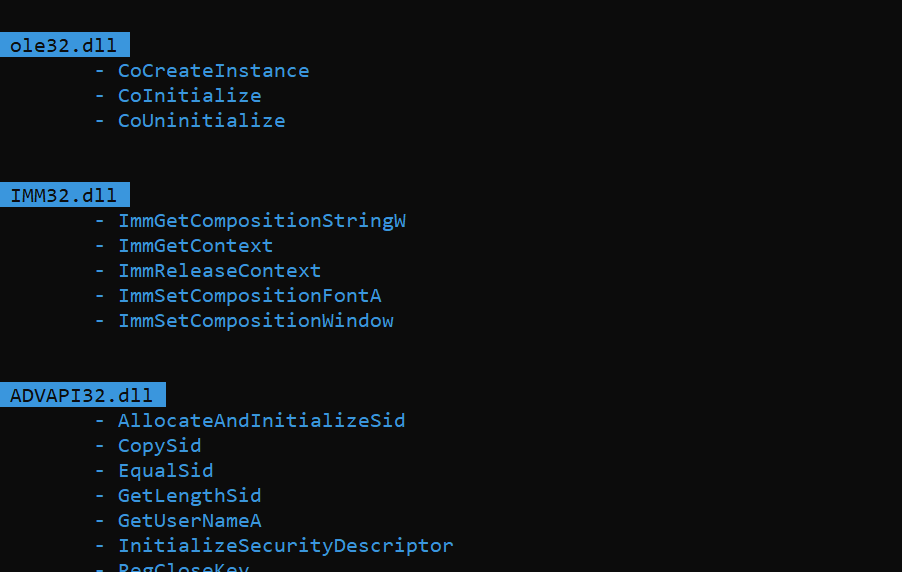 ole32.dll
- CoCreateInstance
- CoInitialize
- CoUninitialize
IMM32.dll
- ImmGetCompositionStringW
- ImmGetContext
- ImmReleaseContext
- ImmSetCompositionFontA
- ImmSetCompositionWindow
ADVAPI32.dll
- AllocateAndInitializeSid
- CopySid
- EqualSid
- GetLengthSid
- GetUserNameA
- InitializeSecurityDescriptor
- RegCloseKey